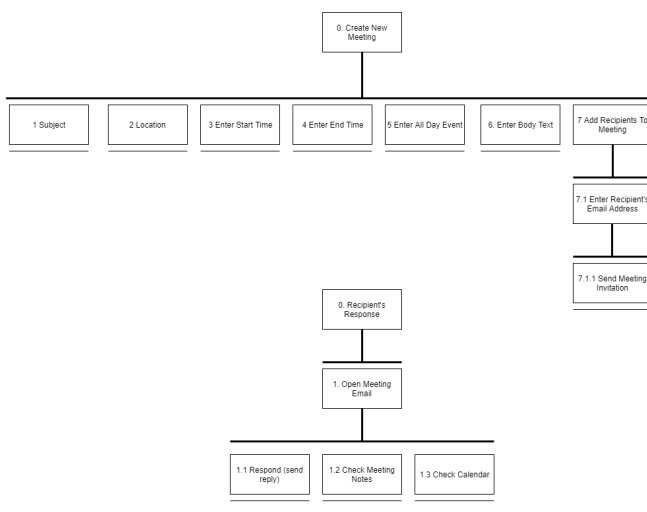 0. Create New
Meeting
1 Subject
2 Location
3 Enter Start Time
4 Enter End Time
5 Enter All Day Event
6. Enter Body Text
7 Add Recipients To
Meeting
7.1 Enter Recipient's
Email Address
7.1.1 Send Meeting
Invitation
0. Recipient's
Response
1. Open Meeting
Email
1.1 Respond (send
reply)
1.2 Check Meeting
Notes
1.3 Check Calendar